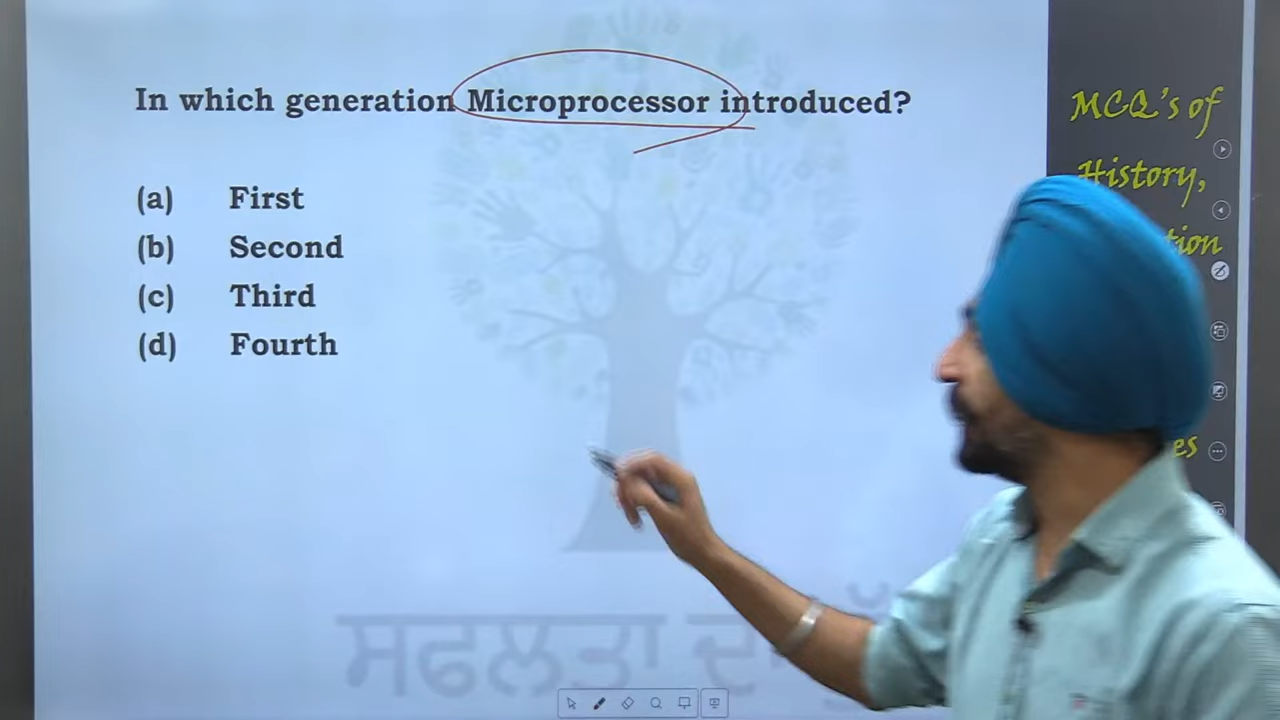 In which generation Microprocessor introduced?
(a) First
(b) Second
(c) Third
(d) Fourth
MCQ's of
History,
ਸਫਲਤਾ